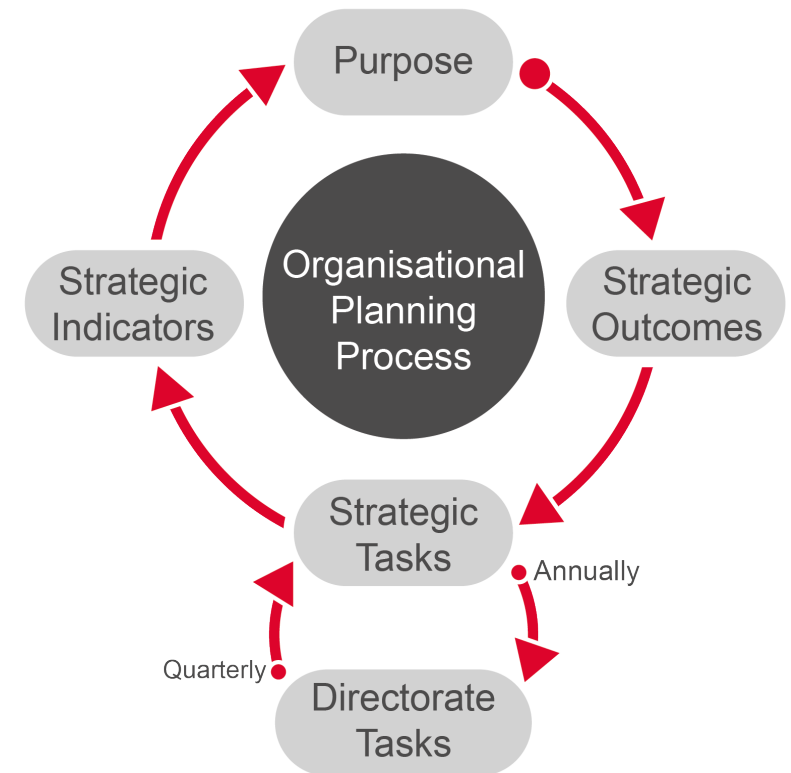 Purpose
Organisational
Planning
Process
Strategic
Indicators
Strategic
Outcomes
Strategic
Tasks
Annually
Quarterly
Directorate
Tasks